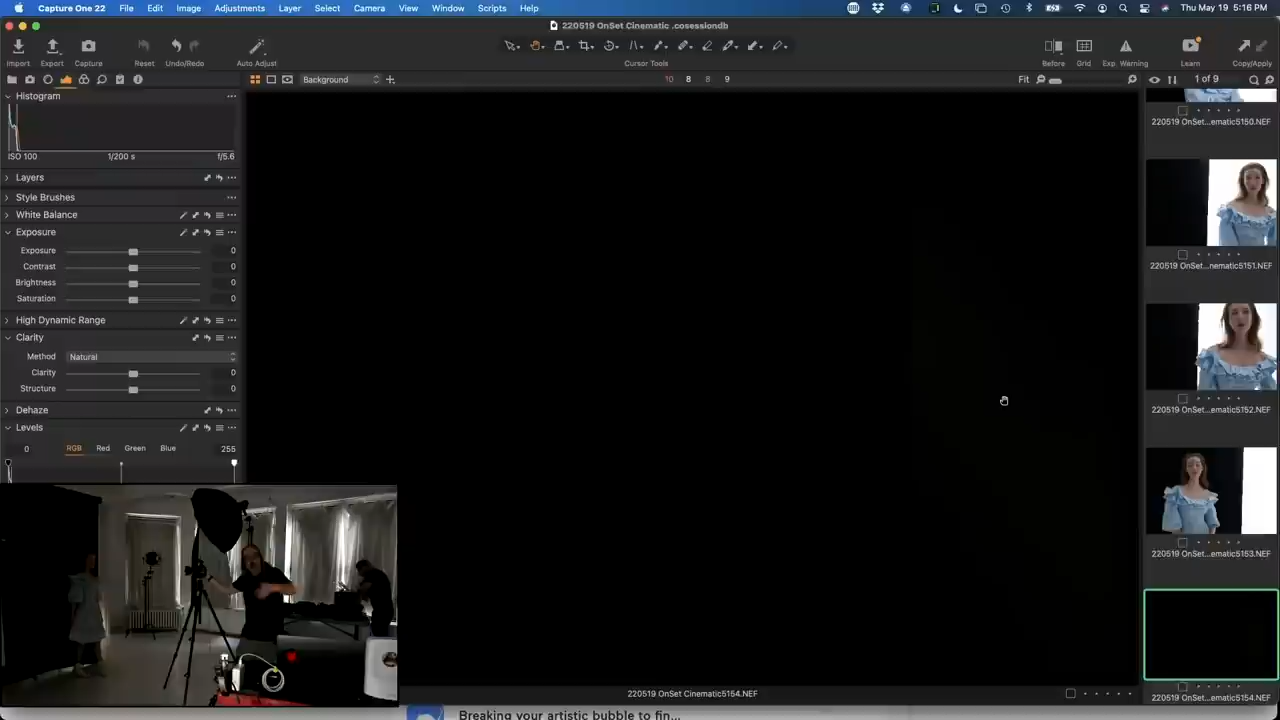 Capture One 22 File Edit Image Adjustments Layer Select Camera View Window Scripts Help Thu May 19 5:16 PM
220519 OnSet Cinematic .cosessiondb
Import Export Capture Reset Undo/Redo Auto Adjust Cursor Tools Before Grid Exp. Warning Learn Copy/Apply
Background 10 8 8 9 Fit 1 of 9
Histogram
ISO 100 1/200 s f/5.6
Layers
Style Brushes
White Balance
Exposure
Exposure 0
Contrast 0
Brightness 0
Saturation 0
High Dynamic Range
Clarity
Method Natural
Clarity 0
Structure 0
Dehaze
Levels
0 RGB Red Green Blue 255
220519 OnSet Cinematic5154.NEF
220519 OnSet...ematic5150.NEF
220519 OnSet...nematic5151.NEF
220519 OnSet...ematic5152.NEF
220519 OnSet...ematic5153.NEF
220519 OnSet...ematic5154.NEF
Breaking your artistic bubble to fin...